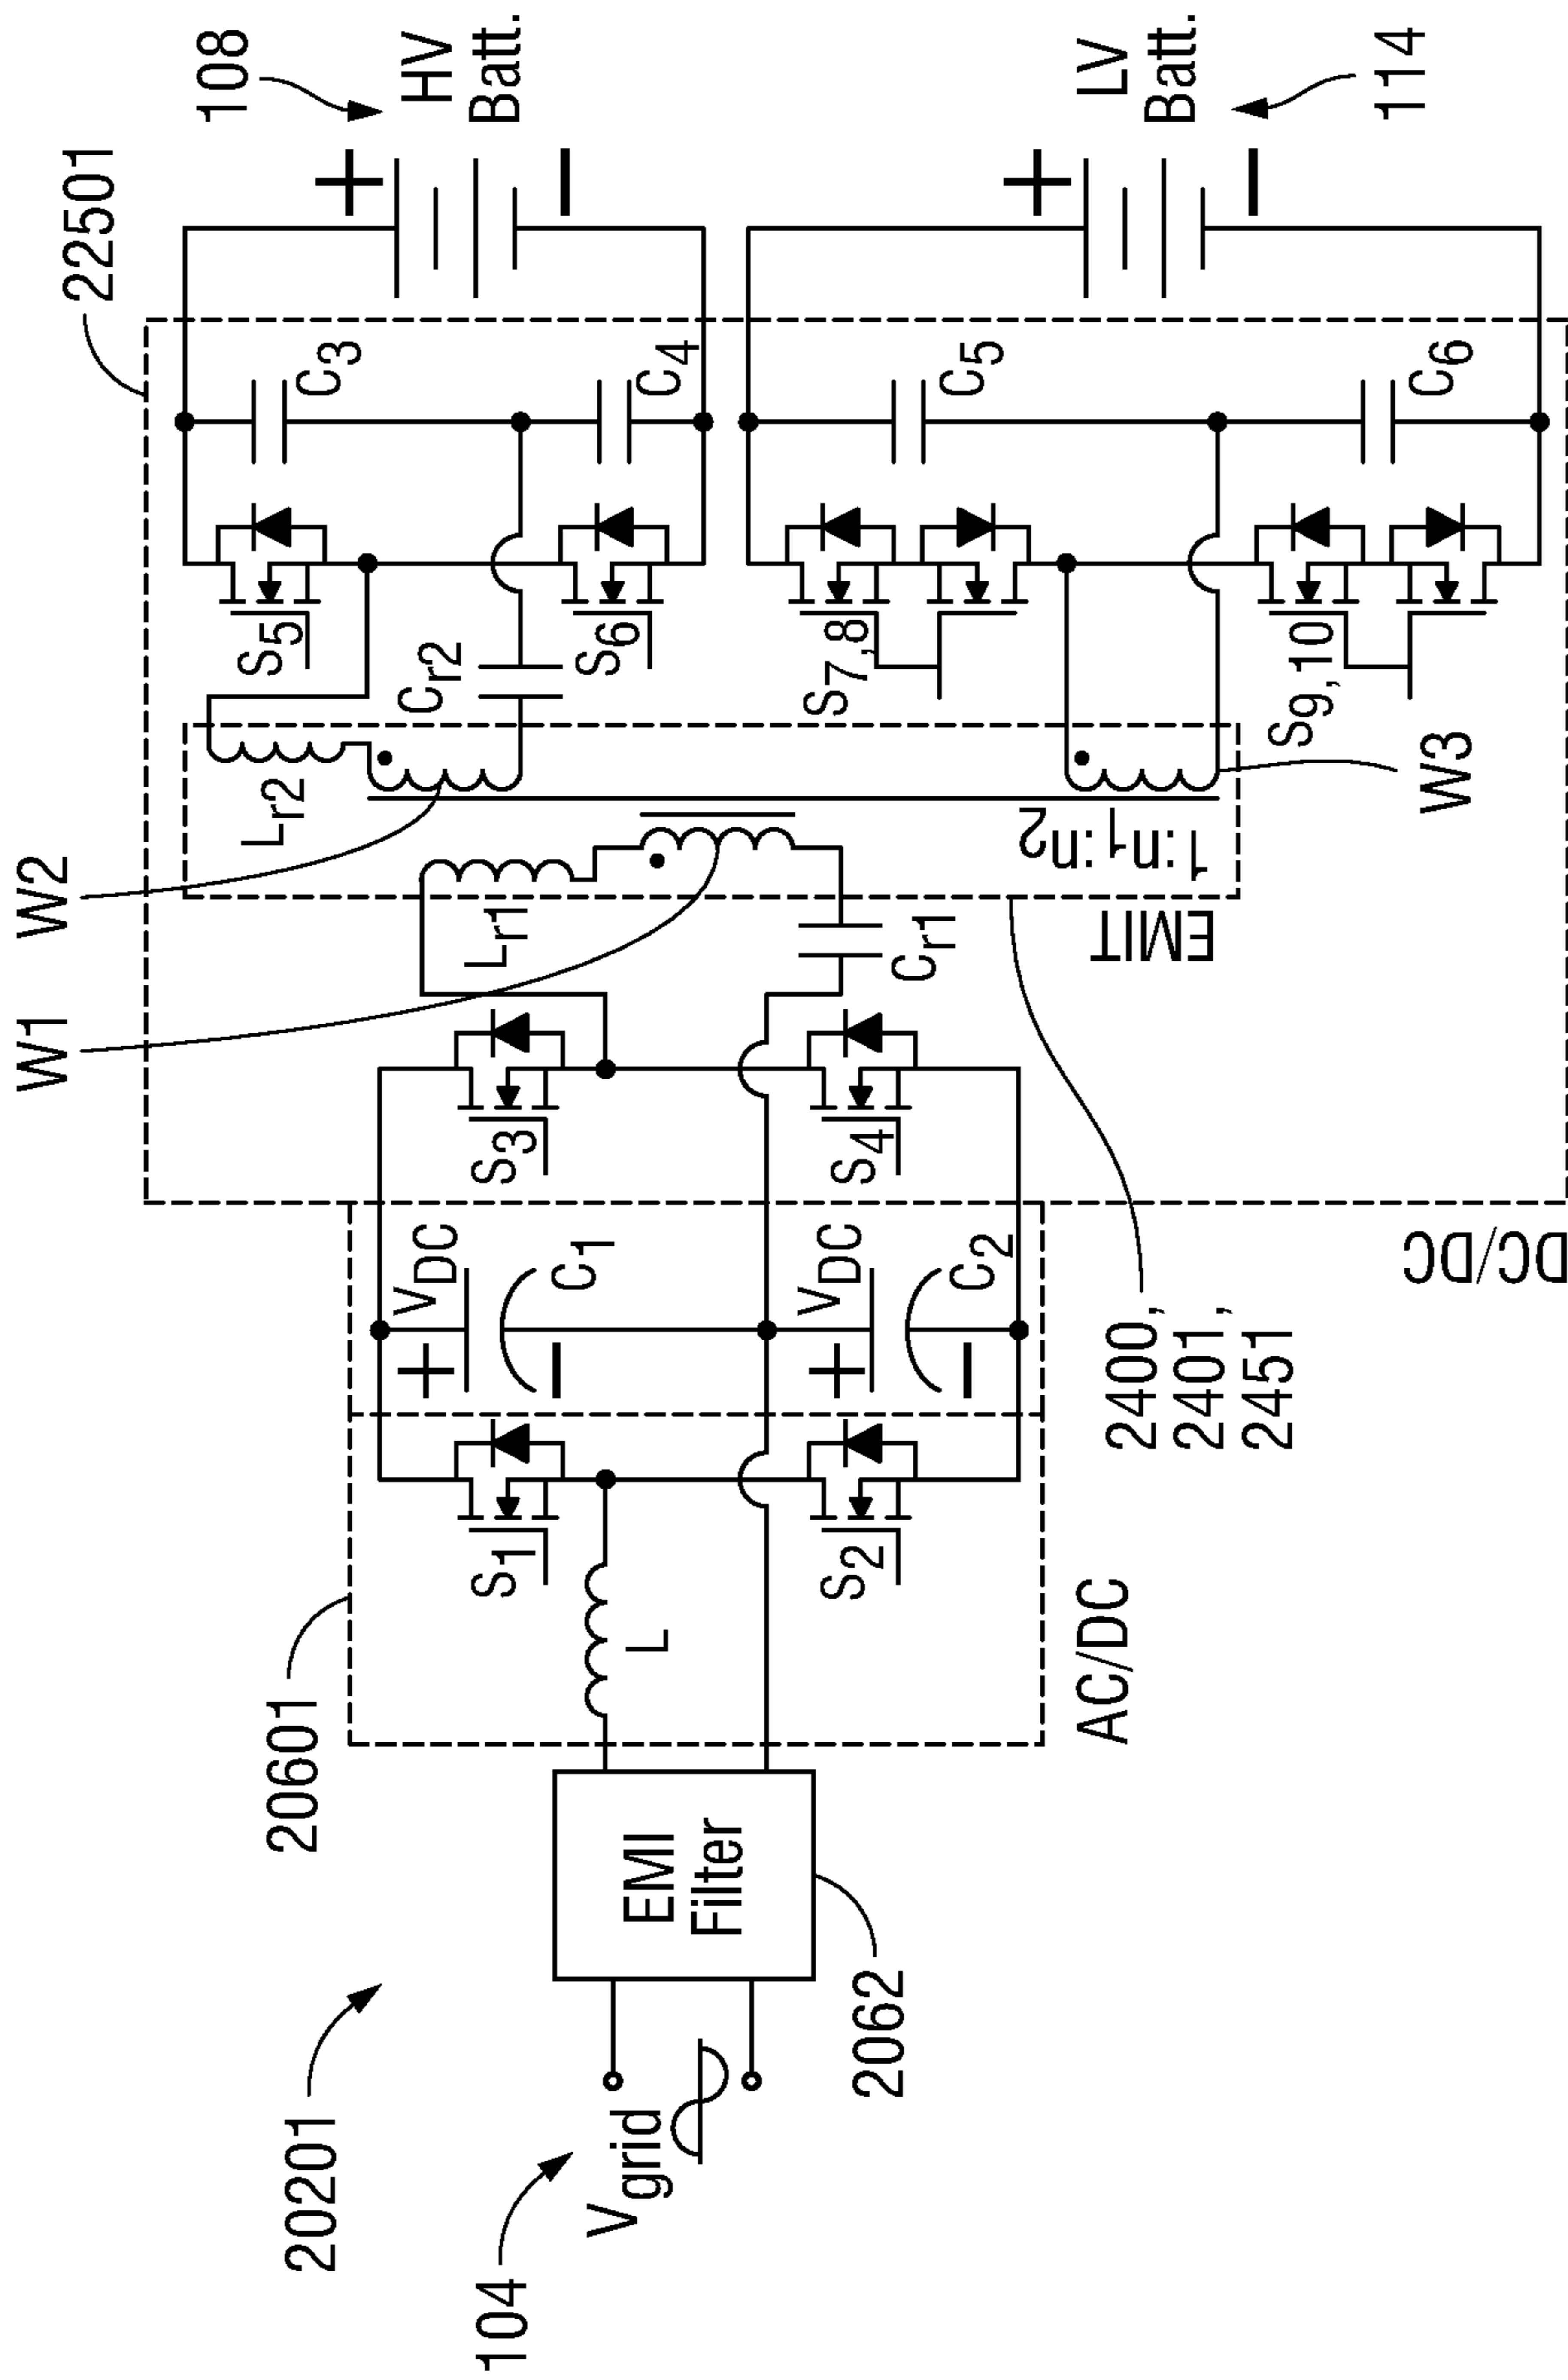 20201
104
Vgrid
EMI
Filter
2062
20601
L
S1
S2
+
VDC
−
C1
+
VDC
−
C2
AC/DC
22501
DC/DC
S3
S4
W1
W2
Lr1
Cr1
EMIT
2400,
2401,
2451
1:n1:n2
Lr2
Cr2
W3
S5
S6
S7,8
S9,10
C3
C4
C5
C6
+
−
108
HV
Batt.
+
−
LV
Batt.
114